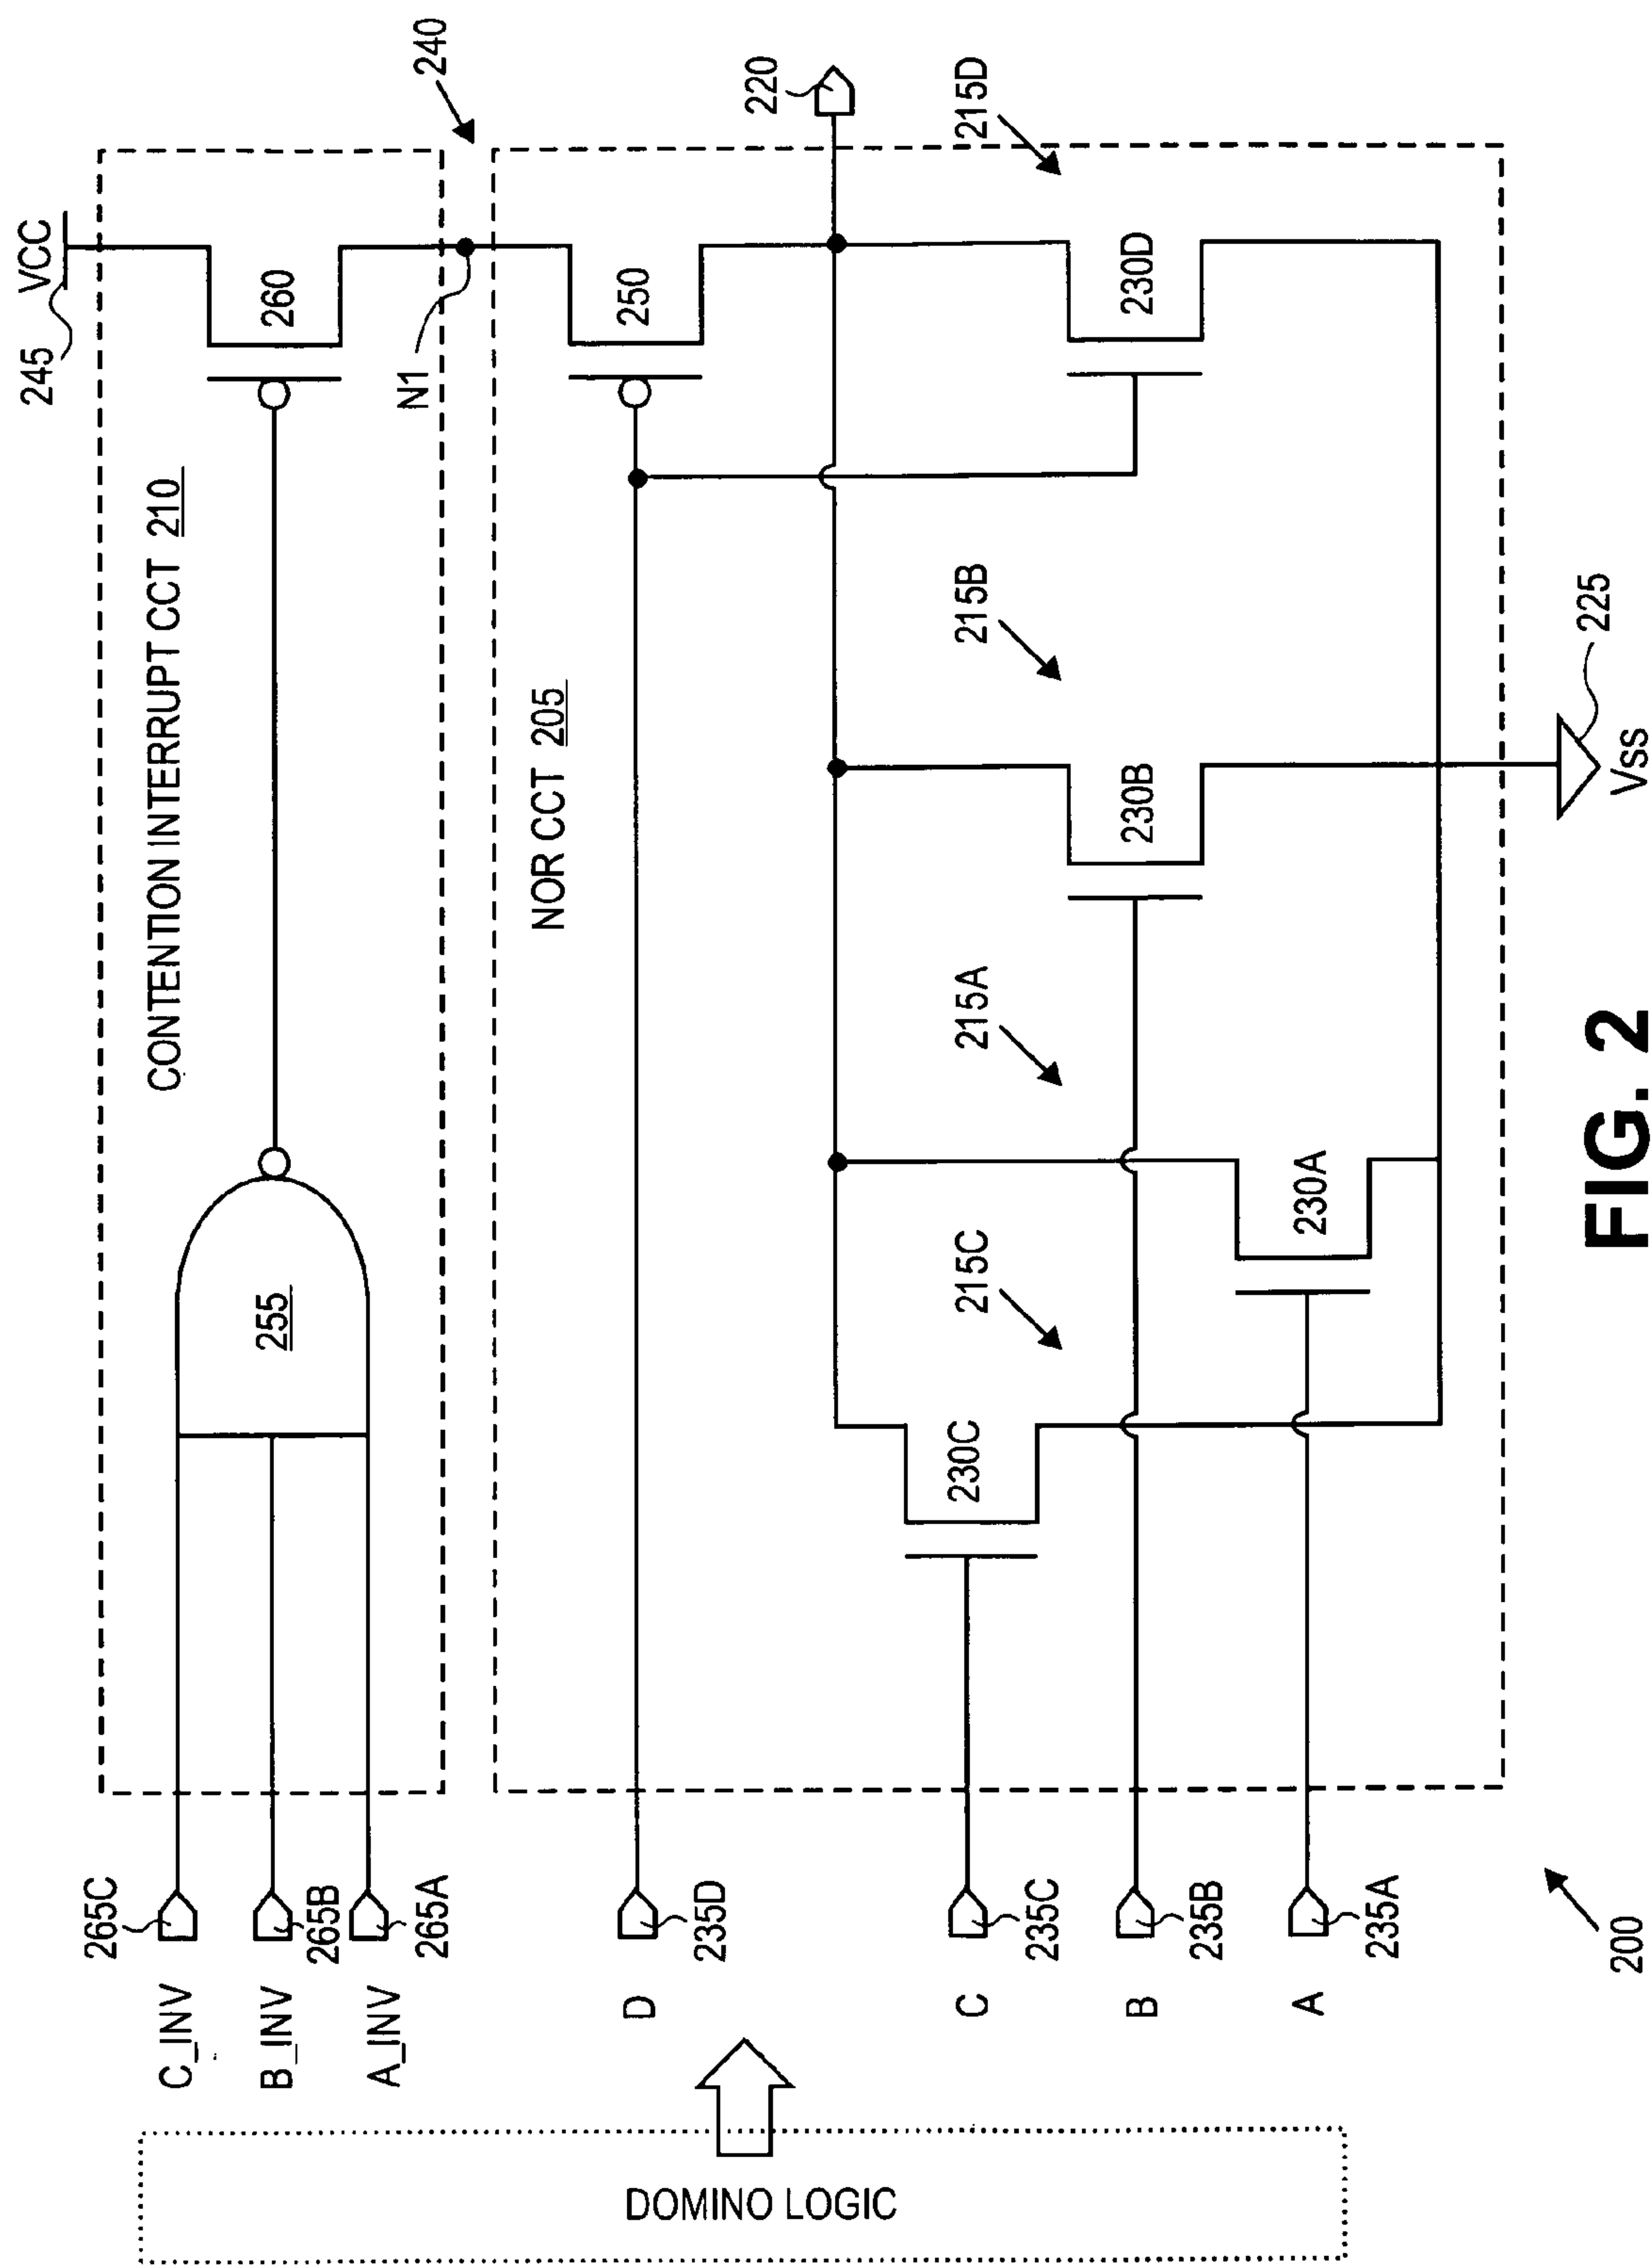 VCC
245
240
CONTENTION INTERRUPT CCT 210
260
255
N1
C_INV
265C
B_INV
265B
A_INV
265A
NOR CCT 205
250
220
D
235D
215C
215A
215B
215D
230C
230A
230B
230D
C
235C
B
235B
A
235A
DOMINO LOGIC
225
Vss
200
FIG. 2